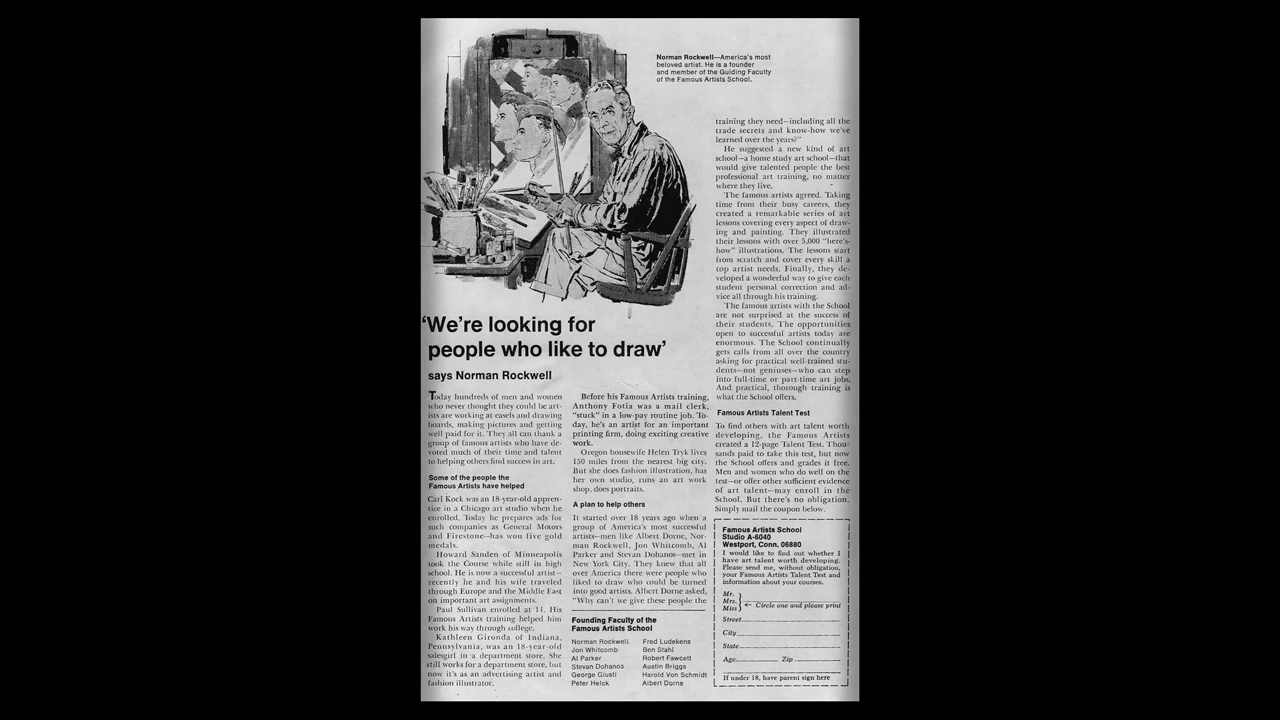 Norman Rockwell—America's most
beloved artist. He is a founder
and member of the Guiding Faculty
of the Famous Artists School.
'We're looking for
people who like to draw'
says Norman Rockwell
Today hundreds of men and women
who never thought they could be art-
ists are working at easels and drawing
boards, making pictures and getting
well paid for it. They all can thank a
group of famous artists who have de-
voted much of their time and talent
to helping others find success in art.
Some of the people the
Famous Artists have helped
Carl Kock was an 18-year-old appren-
tice in a Chicago art studio when he
enrolled. Today he prepares ads for
such companies as General Motors
and Firestone—has won five gold
medals.
Howard Sanden of Minneapolis
took the Course while still in high
school. He is now a successful artist—
recently he and his wife traveled
through Europe and the Middle East
on important art assignments.
Paul Sullivan enrolled at 14. His
Famous Artists training helped him
work his way through college.
Kathleen Gironda of Indiana,
Pennsylvania, was an 18-year-old
salesgirl in a department store. She
still works for a department store, but
now it's as an advertising artist and
fashion illustrator.
Before his Famous Artists training,
Anthony Fotia was a mail clerk,
"stuck" in a low-pay routine job. To-
day, he's an artist for an important
printing firm, doing exciting creative
work.
Oregon housewife Helen Tryk lives
150 miles from the nearest big city.
But she does fashion illustration, has
her own studio, runs an art work
shop, does portraits.
A plan to help others
It started over 18 years ago when a
group of America's most successful
artists—men like Albert Dorne, Nor-
man Rockwell, Jon Whitcomb, Al
Parker and Stevan Dohanos—met in
New York City. They knew that all
over America there were people who
liked to draw who could be turned
into good artists. Albert Dorne asked,
"Why can't we give these people the
Founding Faculty of the
Famous Artists School
Norman Rockwell
Jon Whitcomb
Al Parker
Stevan Dohanos
George Giusti
Peter Helck
Fred Ludekens
Ben Stahl
Robert Fawcett
Austin Briggs
Harold Von Schmidt
Albert Dorne
training they need—including all the
trade secrets and know-how we've
learned over the years?"
He suggested a new kind of art
school—a home study art school—that
would give talented people the best
professional art training, no matter
where they live.
The famous artists agreed. Taking
time from their busy careers, they
created a remarkable series of art
lessons covering every aspect of draw-
ing and painting. They illustrated
their lessons with over 5,000 "here's-
how" illustrations. The lessons start
from scratch and cover every skill a
top artist needs. Finally, they de-
veloped a wonderful way to give each
student personal correction and ad-
vice all through his training.
The famous artists with the School
are not surprised at the success of
their students. The opportunities
open to successful artists today are
enormous. The School continually
gets calls from all over the country
asking for practical well-trained stu-
dents—not geniuses—who can step
into full-time or part-time art jobs.
And practical, thorough training is
what the School offers.
Famous Artists Talent Test
To find others with art talent worth
developing, the Famous Artists
created a 12-page Talent Test. Thou-
sands paid to take this test, but now
the School offers and grades it free.
Men and women who do well on the
test—or offer other sufficient evidence
of art talent—may enroll in the
School. But there's no obligation.
Simply mail the coupon below.
Famous Artists School
Studio A-6040
Westport, Conn. 06880
I would like to find out whether I
have art talent worth developing.
Please send me, without obligation,
your Famous Artists Talent Test and
information about your courses.
Mr.
Mrs.
Miss
← Circle one and please print
Street
City
State
Age Zip
If under 18, have parent sign here